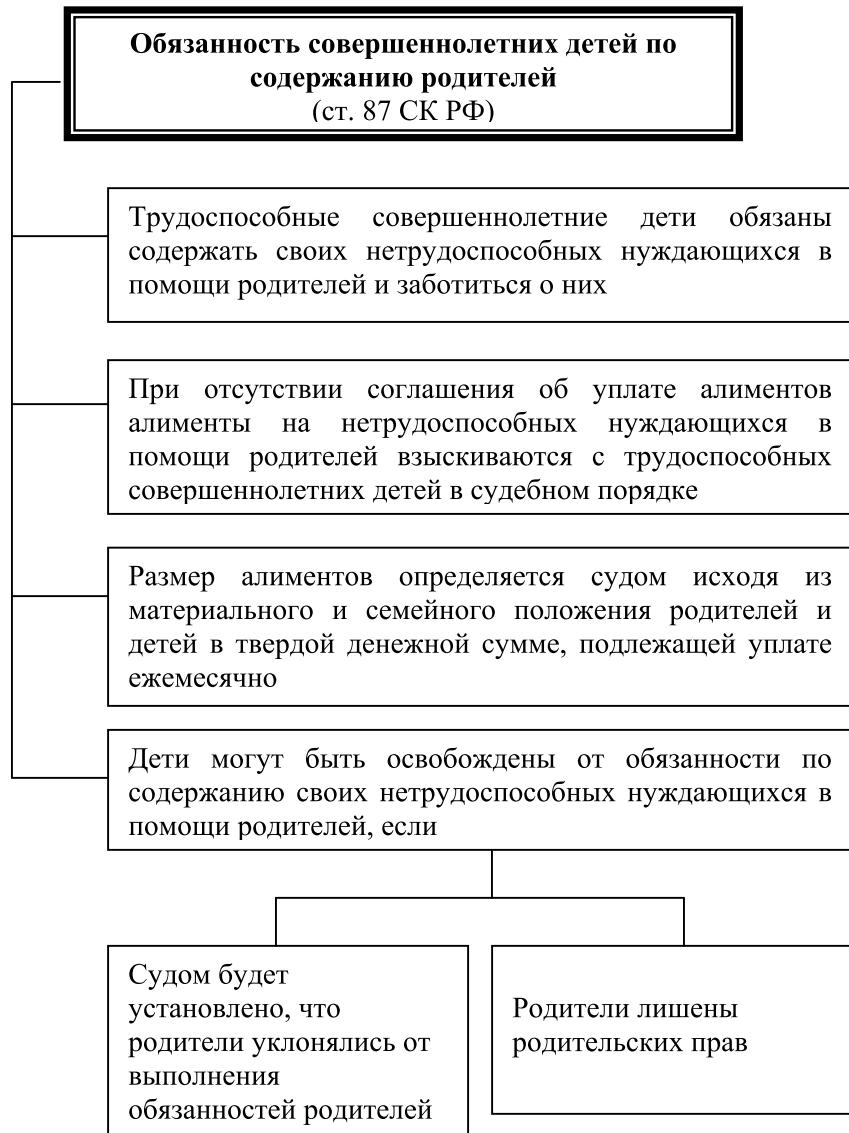 Обязанность совершеннолетних детей по
содержанию родителей
(ст. 87 СК РФ)
Трудоспособные совершеннолетние дети обязаны
содержать своих нетрудоспособных нуждающихся в
помощи родителей и заботиться о них
При отсутствии соглашения об уплате алиментов
алименты на нетрудоспособных нуждающихся в
помощи родителей взыскиваются с трудоспособных
совершеннолетних детей в судебном порядке
Размер алиментов определяется судом исходя из
материального и семейного положения родителей и
детей в твердой денежной сумме, подлежащей уплате
ежемесячно
Дети могут быть освобождены от обязанности по
содержанию своих нетрудоспособных нуждающихся в
помощи родителей, если
Судом будет
установлено, что
родители уклонялись от
выполнения
обязанностей родителей
Родители лишены
родительских прав